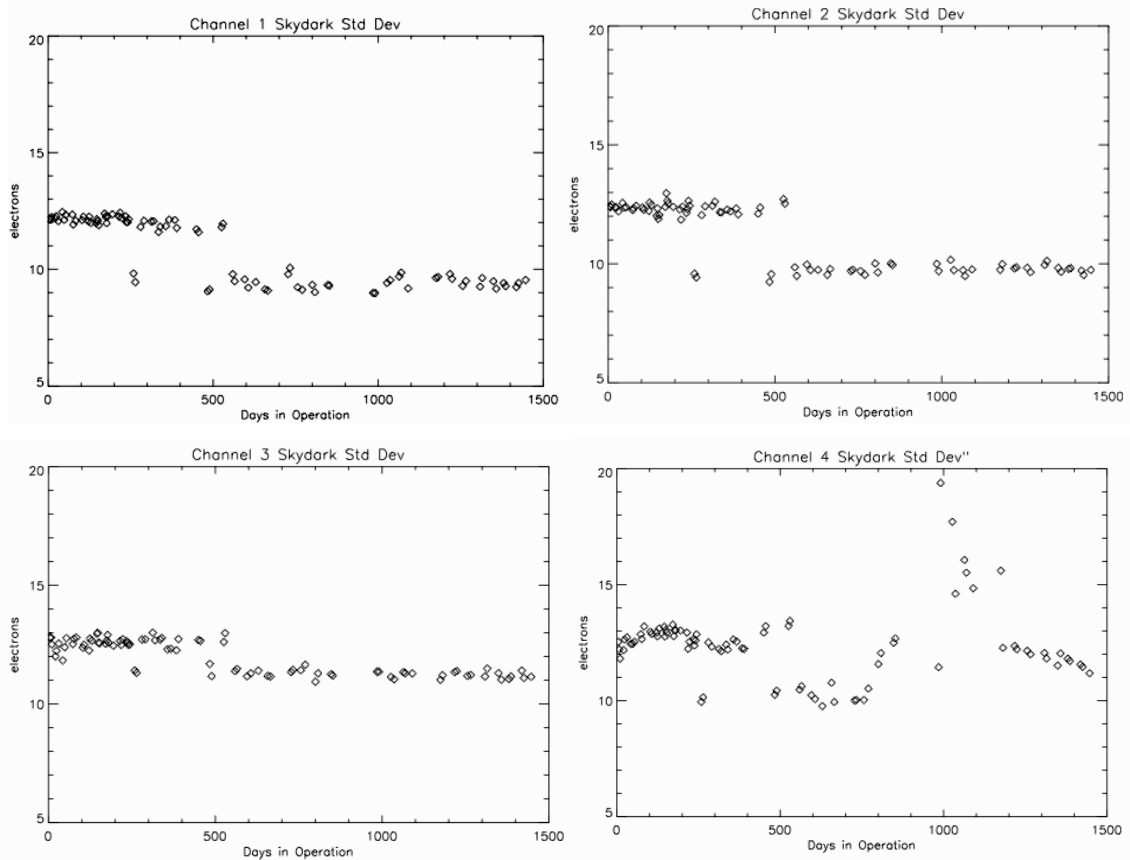 Channel 1 Skydark Std Dev
20
15
10
5
electrons
0 500 1000 1500
Days in Operation
Channel 2 Skydark Std Dev
20
15
10
5
electrons
0 500 1000 1500
Days in Operation
Channel 3 Skydark Std Dev
20
15
10
5
electrons
0 500 1000 1500
Days in Operation
Channel 4 Skydark Std Dev"
20
15
10
5
electrons
0 500 1000 1500
Days in Operation